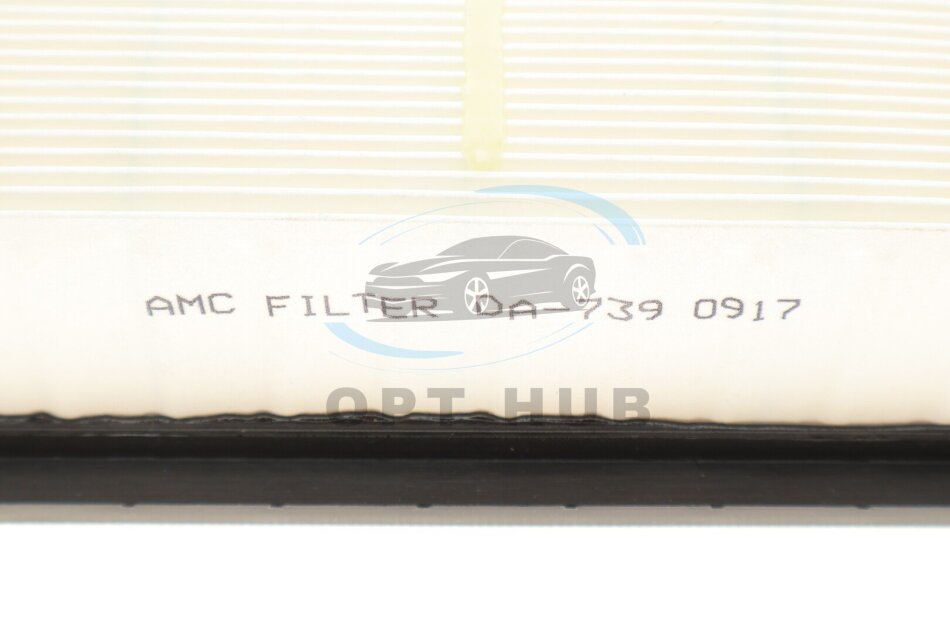 AMC FILTER DA-739 0917
OPT HUB